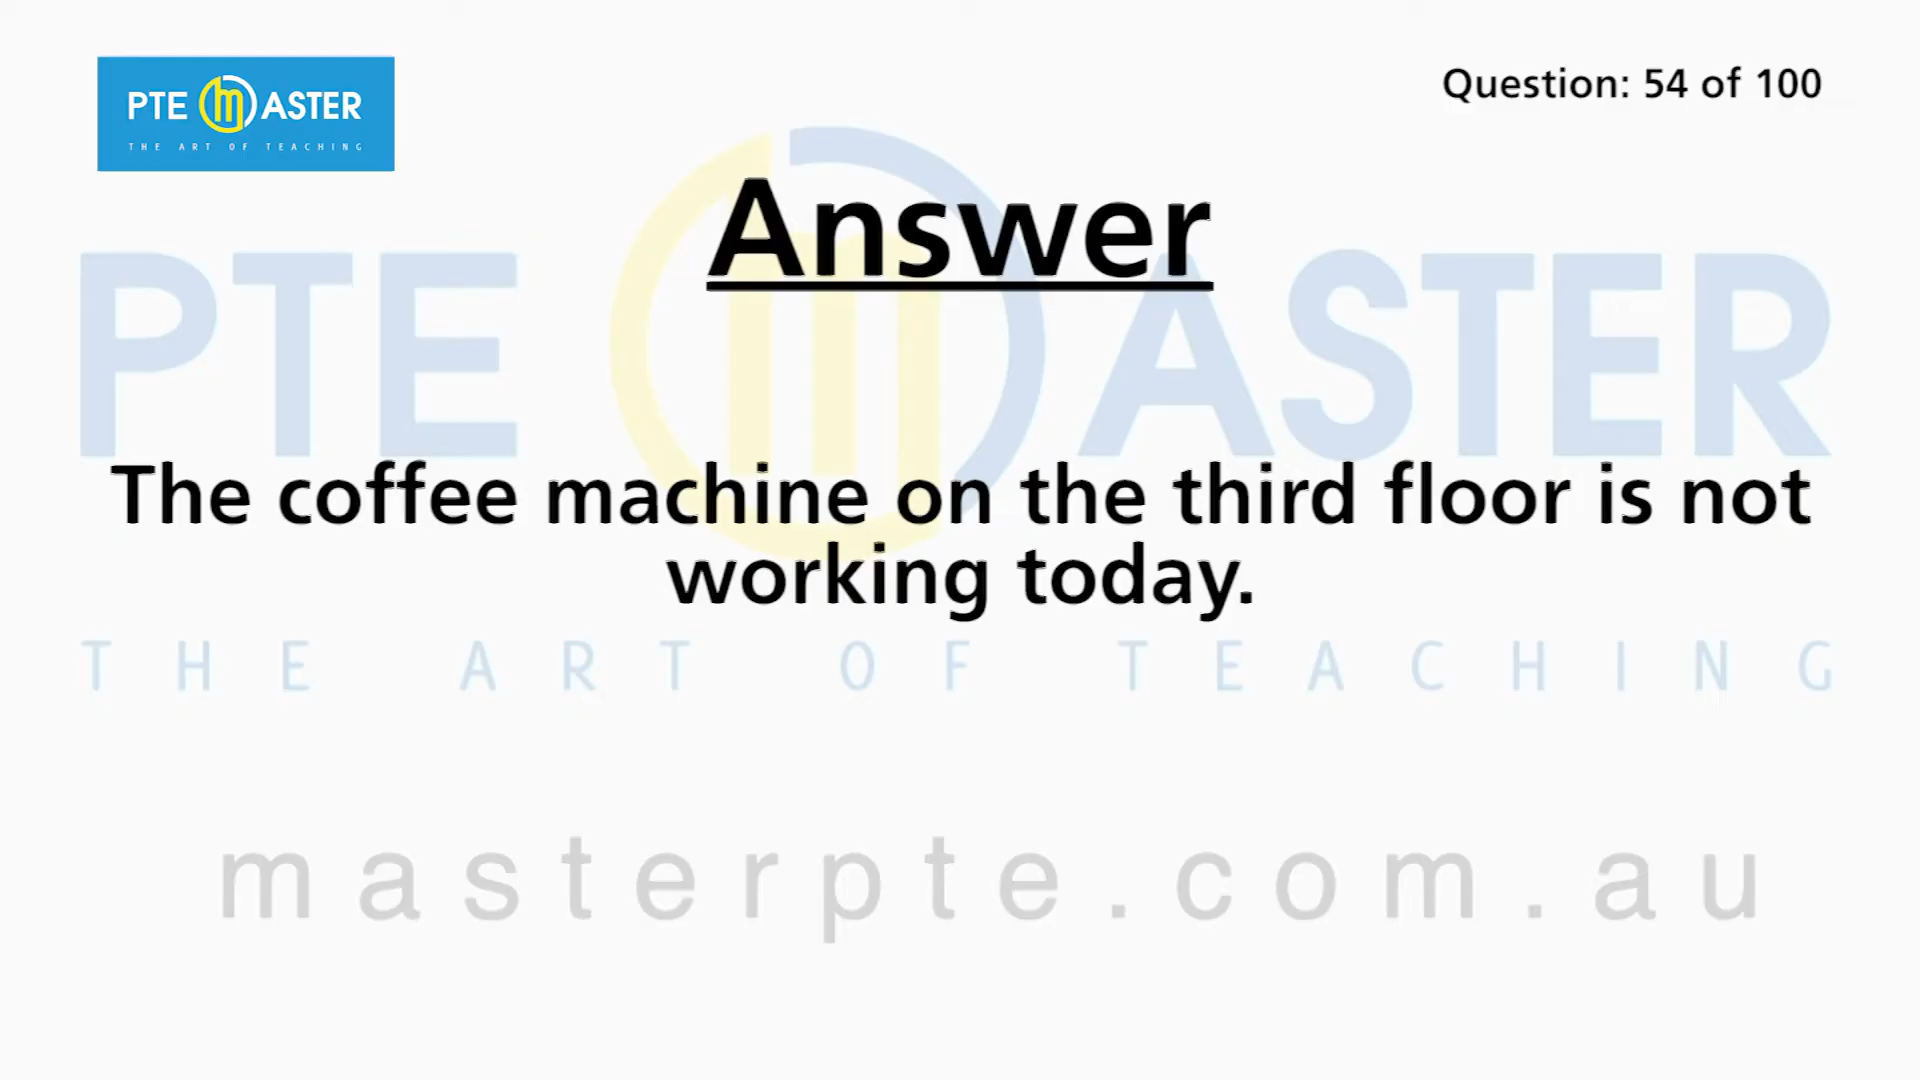 PTE MASTER
THE ART OF TEACHING
Question: 54 of 100
Answer
PTE MASTER
The coffee machine on the third floor is not
working today.
THE ART OF TEACHING
masterpte.com.au